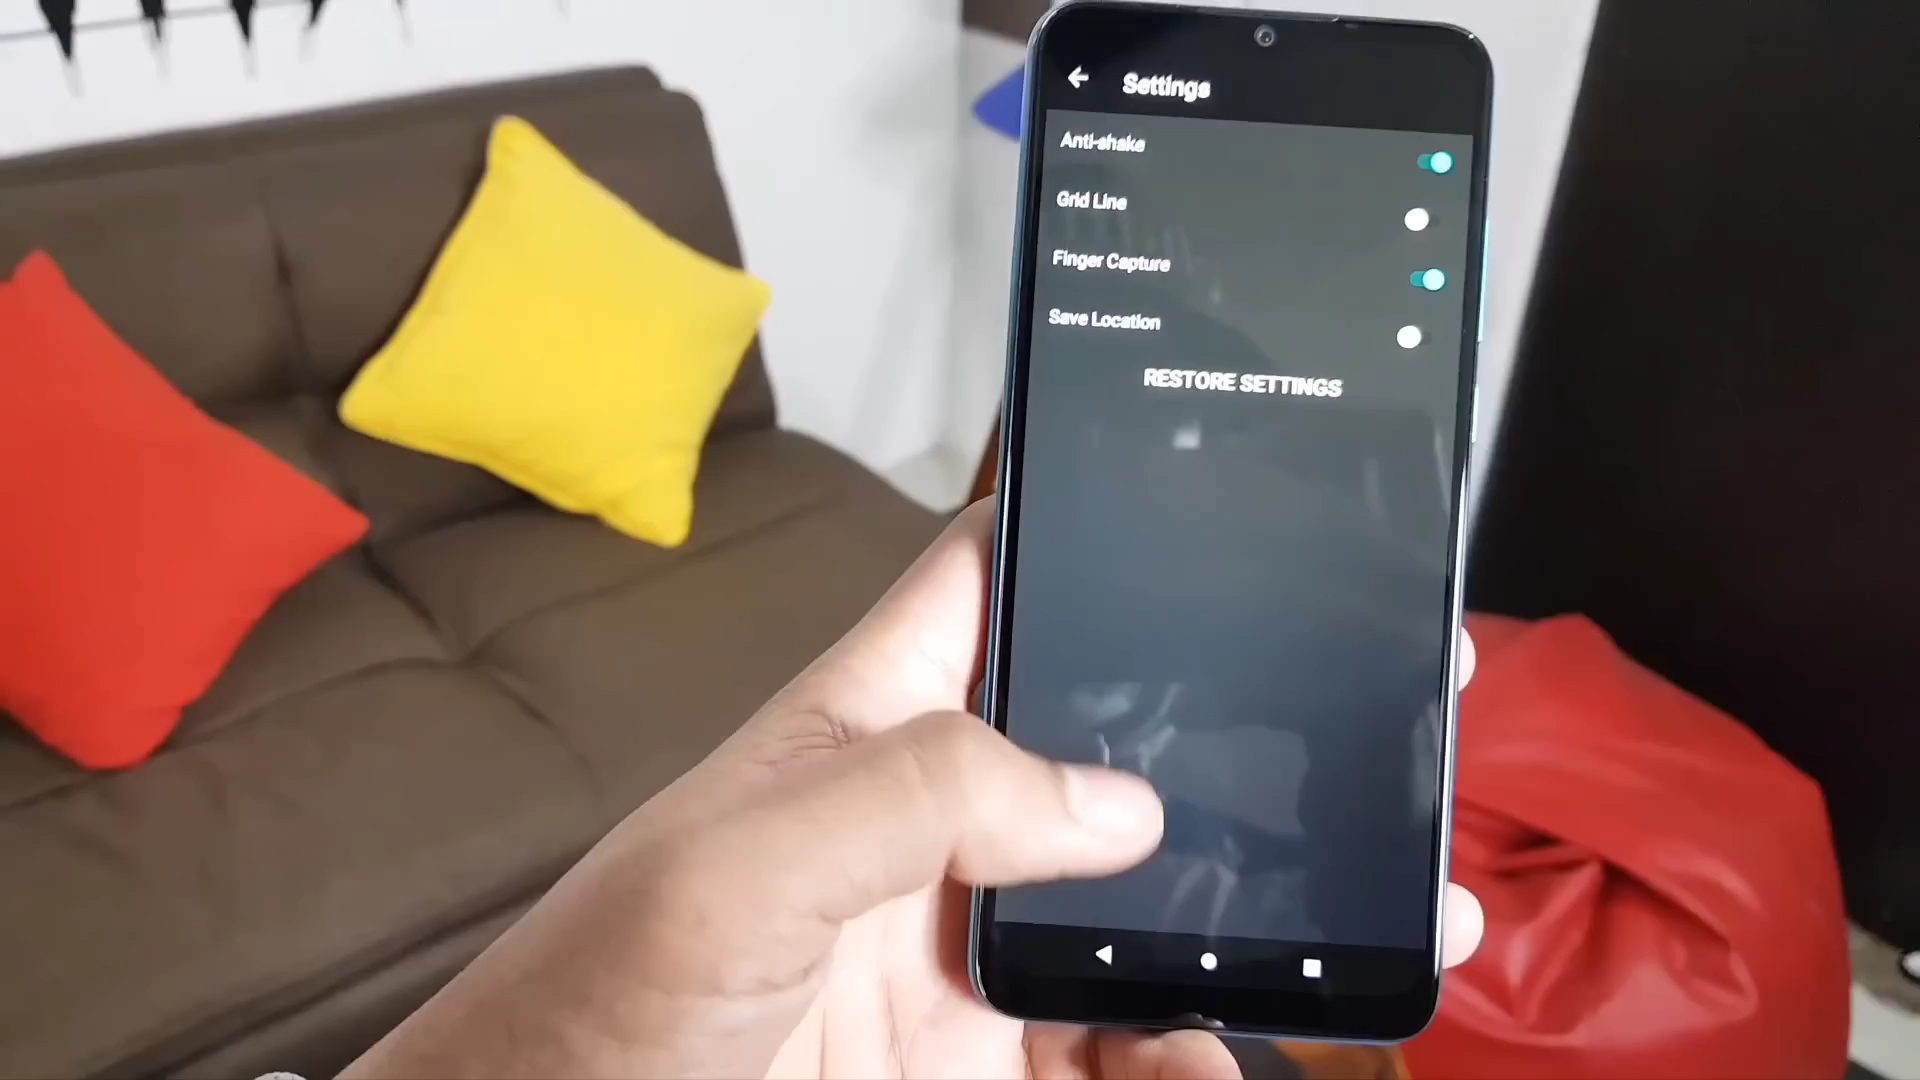 Settings
Anti-shake
Grid Line
Finger Capture
Save Location
RESTORE SETTINGS